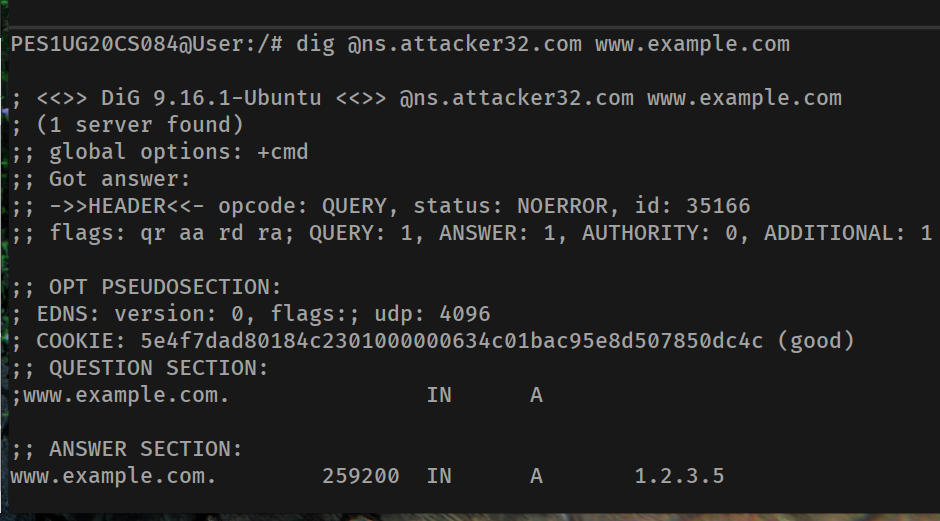 PES1UG20CS084@User:/# dig @ns.attacker32.com www.example.com
; <<>> DiG 9.16.1-Ubuntu <<>> @ns.attacker32.com www.example.com
; (1 server found)
;; global options: +cmd
;; Got answer:
;; ->>HEADER<<- opcode: QUERY, status: NOERROR, id: 35166
;; flags: qr aa rd ra; QUERY: 1, ANSWER: 1, AUTHORITY: 0, ADDITIONAL: 1
;; OPT PSEUDOSECTION:
; EDNS: version: 0, flags:; udp: 4096
; COOKIE: 5e4f7dad80184c2301000000634c01bac95e8d507850dc4c (good)
;; QUESTION SECTION:
;www.example.com. IN A
;; ANSWER SECTION:
www.example.com. 259200 IN A 1.2.3.5